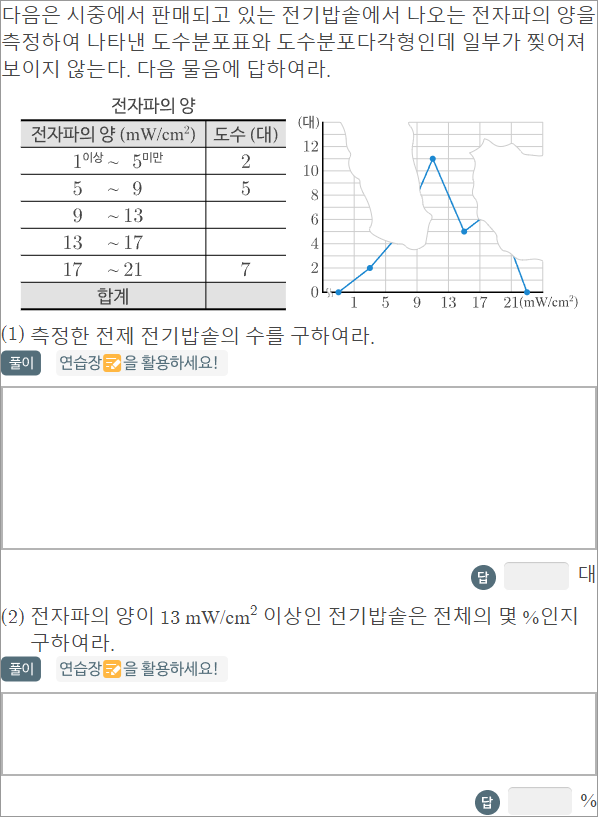 다음은 시중에서 판매되고 있는 전기밥솥에서 나오는 전자파의 양을
측정하여 나타낸 도수분포표와 도수분포다각형인데 일부가 찢어져
보이지 않는다. 다음 물음에 답하여라.
전자파의 양
전자파의 양 (mW/cm²) 도수 (대)
1이상 ~ 5미만 2
5 ~ 9 5
9 ~ 13
13 ~ 17
17 ~ 21 7
합계
(대)
12
10
8
6
4
2
0
1 5 9 13 17 21(mW/cm²)
(1) 측정한 전제 전기밥솥의 수를 구하여라.
풀이 연습장을 활용하세요!
답 대
(2) 전자파의 양이 13 mW/cm² 이상인 전기밥솥은 전체의 몇 %인지
구하여라.
풀이 연습장을 활용하세요!
답 %